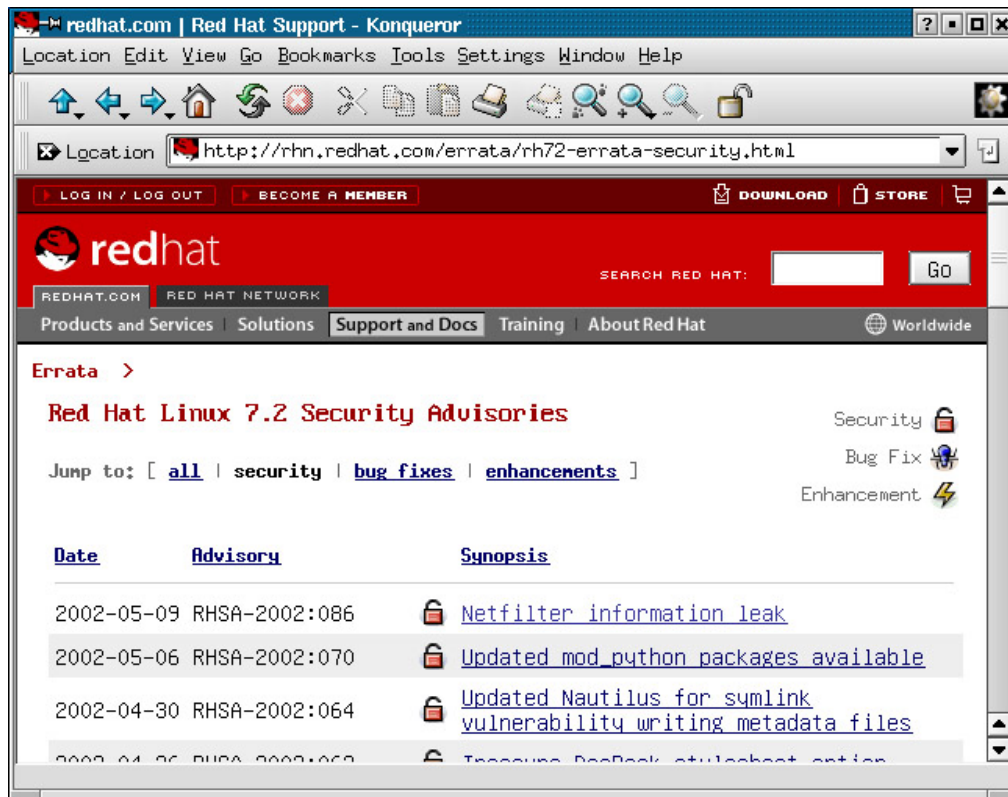 redhat.com | Red Hat Support - Konqueror
Location Edit View Go Bookmarks Tools Settings Window Help
Location http://rhn.redhat.com/errata/rh72-errata-security.html
LOG IN / LOG OUT BECOME A MEMBER DOWNLOAD STORE
redhat
SEARCH RED HAT: Go
REDHAT.COM RED HAT NETWORK
Products and Services | Solutions Support and Docs Training | About Red Hat Worldwide
Errata >
Red Hat Linux 7.2 Security Advisories
Security
Jump to: [ all | security | bug fixes | enhancements ]
Bug Fix
Enhancement
Date Advisory Synopsis
2002-05-09 RHSA-2002:086 Netfilter information leak
2002-05-06 RHSA-2002:070 Updated mod_python packages available
2002-04-30 RHSA-2002:064 Updated Nautilus for symlink
vulnerability writing metadata files